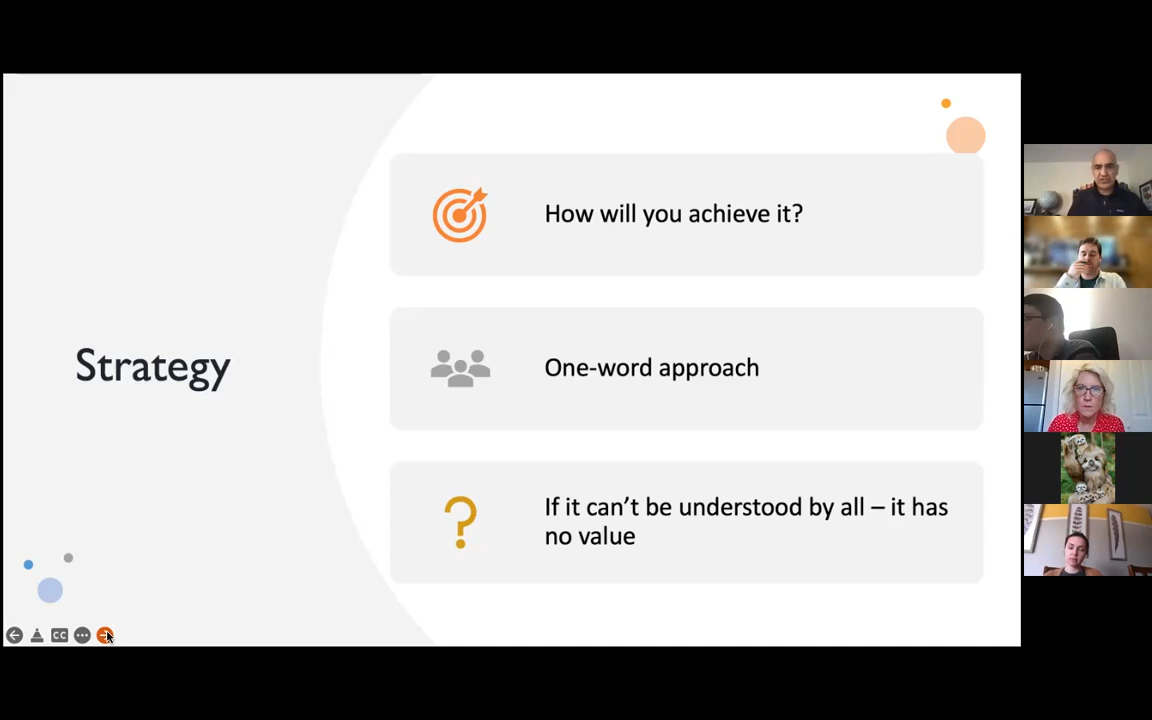 Strategy
How will you achieve it?
One-word approach
If it can’t be understood by all – it has
no value
CC